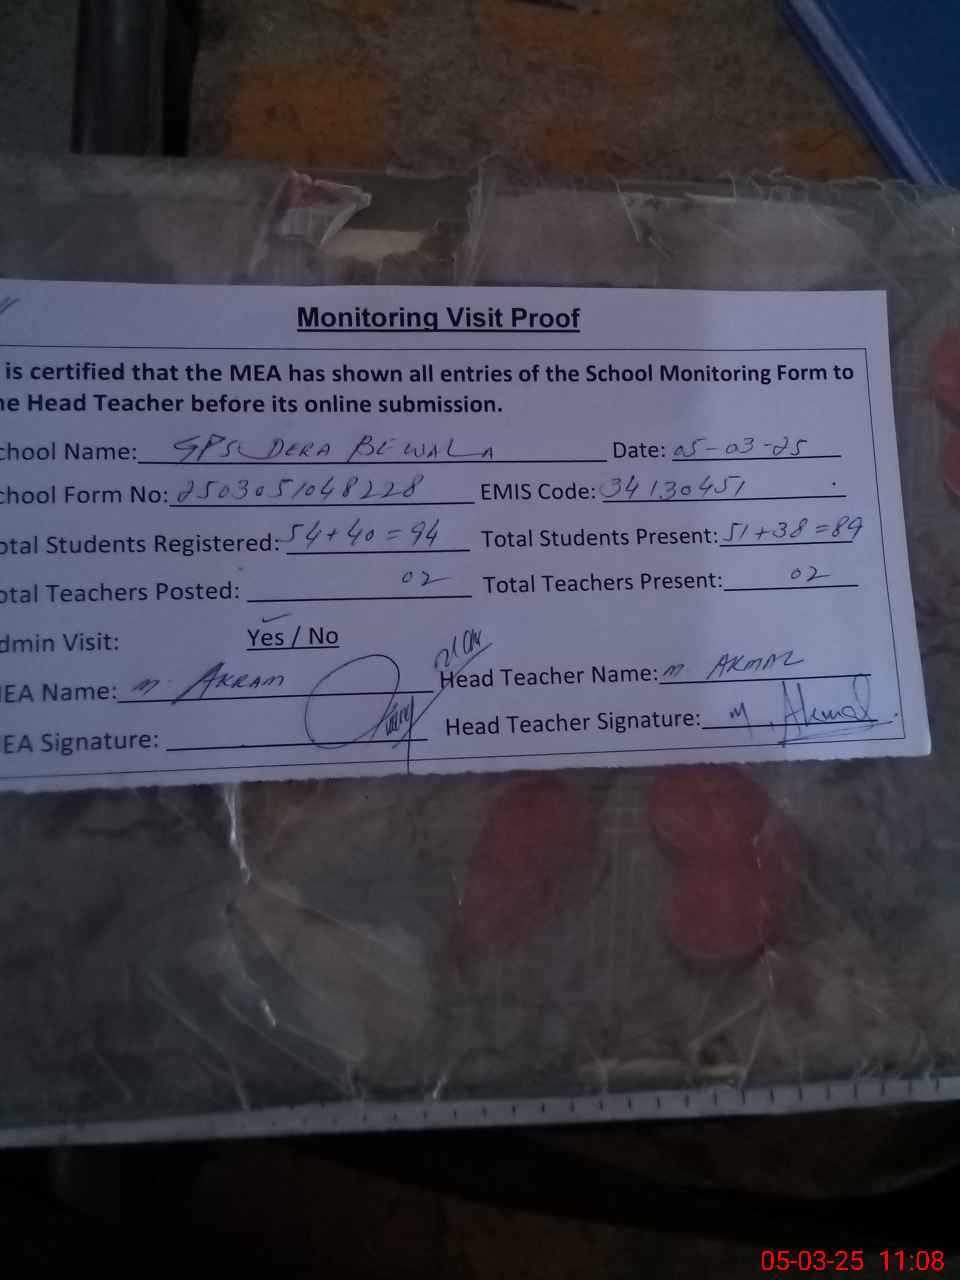 Monitoring Visit Proof
is certified that the MEA has shown all entries of the School Monitoring Form to
he Head Teacher before its online submission.
chool Name: GPS DERA BEWALA Date: 05-03-25
chool Form No: 2503051048228 EMIS Code: 34130451
otal Students Registered: 54+40=94 Total Students Present: 51+38=89
otal Teachers Posted: 02 Total Teachers Present: 02
dmin Visit: Yes / No
MEA Name: M. AKRAM Head Teacher Name: M AKMAL
EA Signature: Head Teacher Signature: M. Akmal
05-03-25 11:08